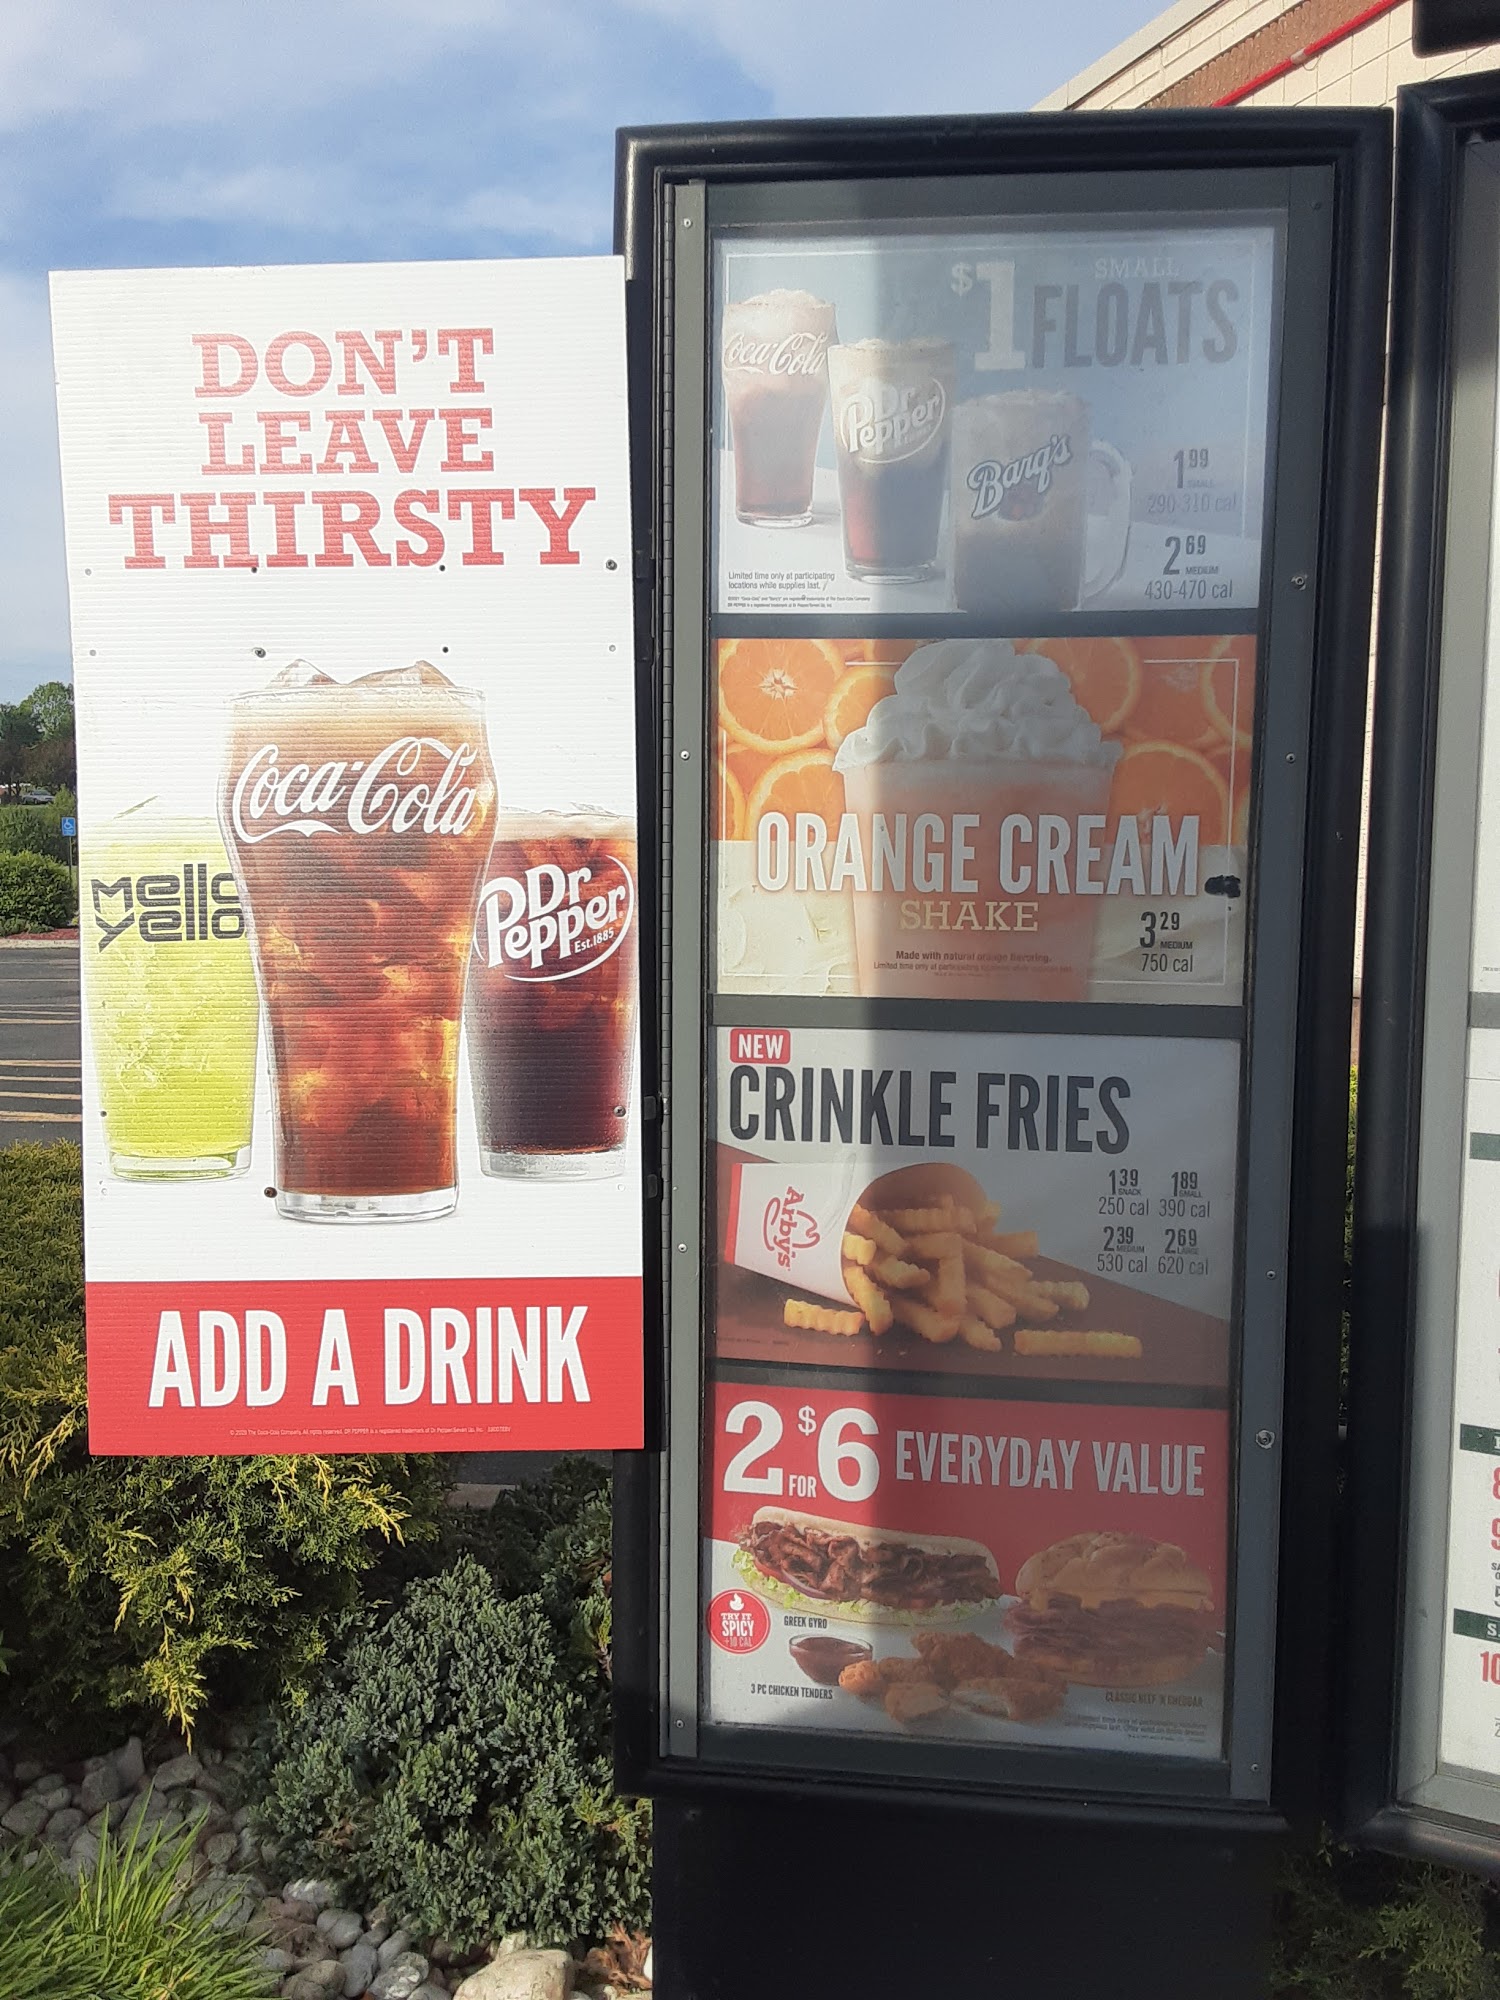 DON'T
LEAVE
THIRSTY
Coca-Cola
mello
yello
Dr
Pepper
Est.1885
ADD A DRINK
$1 SMALL
FLOATS
Coca-Cola
Dr
Pepper
Barq's
1 99
SMALL
290-310 cal
2 69
MEDIUM
430-470 cal
Limited time only at participating
locations while supplies last.
ORANGE CREAM
SHAKE
Made with natural orange flavoring.
3 29
MEDIUM
750 cal
NEW
CRINKLE FRIES
Arby's
1 39 SNACK 1 89 SMALL
250 cal 390 cal
2 39 MEDIUM 2 69 LARGE
530 cal 620 cal
2 FOR $6 EVERYDAY VALUE
TRY IT
SPICY
+10 CAL
GREEK GYRO
3 PC CHICKEN TENDERS
CLASSIC BEEF 'N CHEDDAR